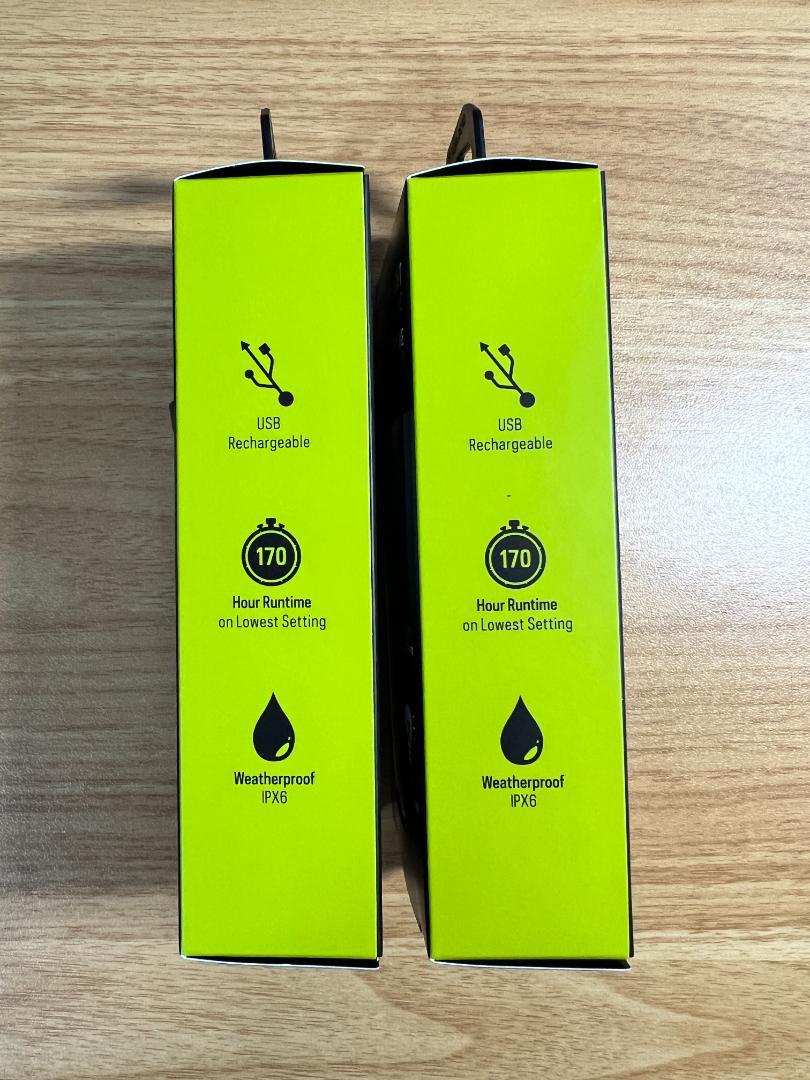 USB
Rechargeable
170
Hour Runtime
on Lowest Setting
Weatherproof
IPX6
USB
Rechargeable
170
Hour Runtime
on Lowest Setting
Weatherproof
IPX6